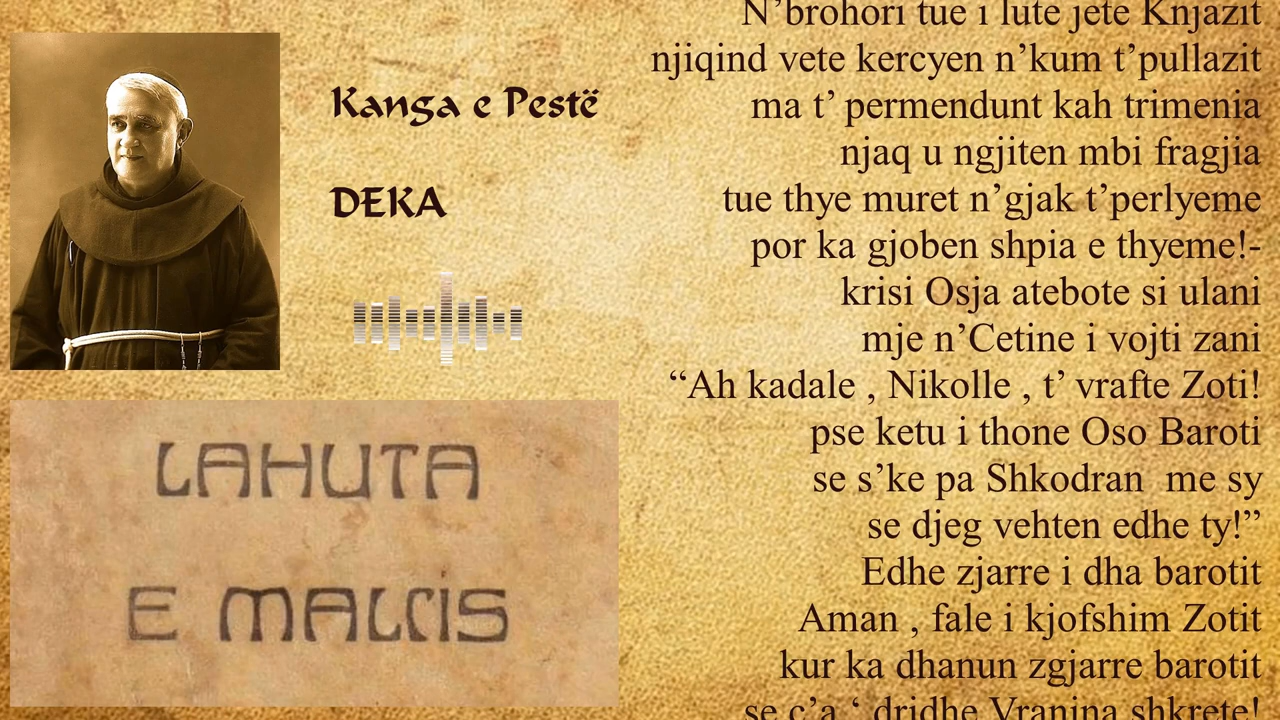 Kanga e Pestë
DEKA
LAHUTA
E MALCIS
N’brohori tue i lute jete Knjazit
njiqind vete kercyen n’kum t’pullazit
ma t’ permendunt kah trimenia
njaq u ngjiten mbi fragjia
tue thye muret n’gjak t’perlyeme
por ka gjoben shpia e thyeme!-
krisi Osja atebote si ulani
mje n’Cetine i vojti zani
“Ah kadale , Nikolle , t’ vrafte Zoti!
pse ketu i thone Oso Baroti
se s’ke pa Shkodran  me sy
se djeg vehten edhe ty!”
Edhe zjarre i dha barotit
Aman , fale i kjofshim Zotit
kur ka dhanun zgjarre barotit
se ç’a ‘ dridhe Vranina shkrete!